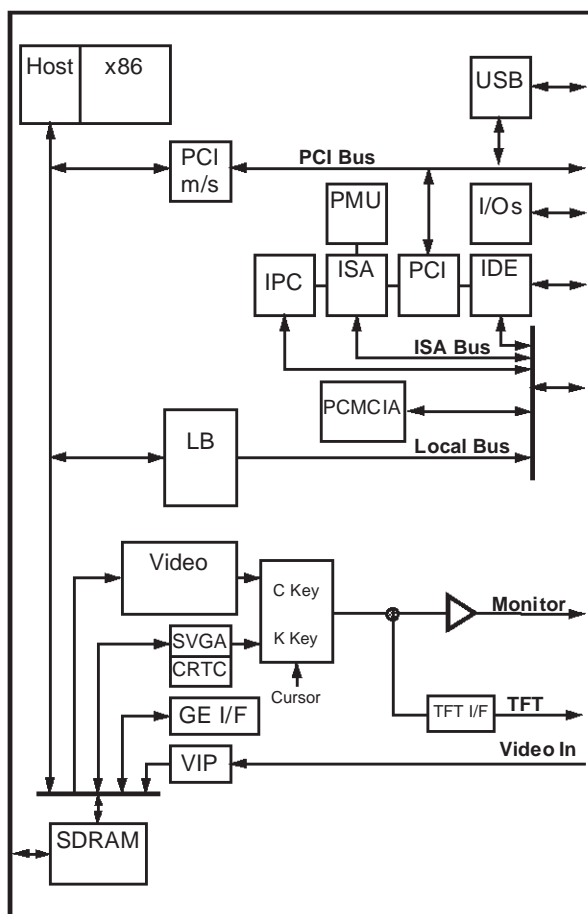 Host
x86
USB
PCI
m/s
PCI Bus
PMU
I/Os
IPC
ISA
PCI
IDE
ISA Bus
PCMCIA
LB
Local Bus
Video
C Key
K Key
Monitor
SVGA
CRTC
Cursor
GE I/F
TFT I/F
TFT
VIP
Video In
SDRAM